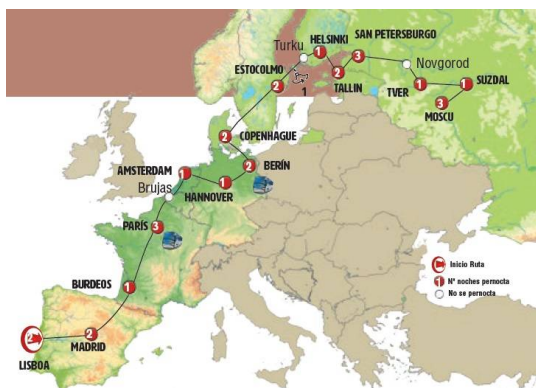 HELSINKI
SAN PETERSBURGO
Turku
1
3
Novgorod
ESTOCOLMO
2
1
2
TALLIN
TVER
1
1
SUZDAL
3
MOSCU
2
COPENHAGUE
AMSTERDAM
1
2
BERÍN
Brujas
1
HANNOVER
PARÍS
3
BURDEOS
1
Inicio Ruta
1
Nº noches pernocta
No se pernocta
2
LISBOA
2
MADRID